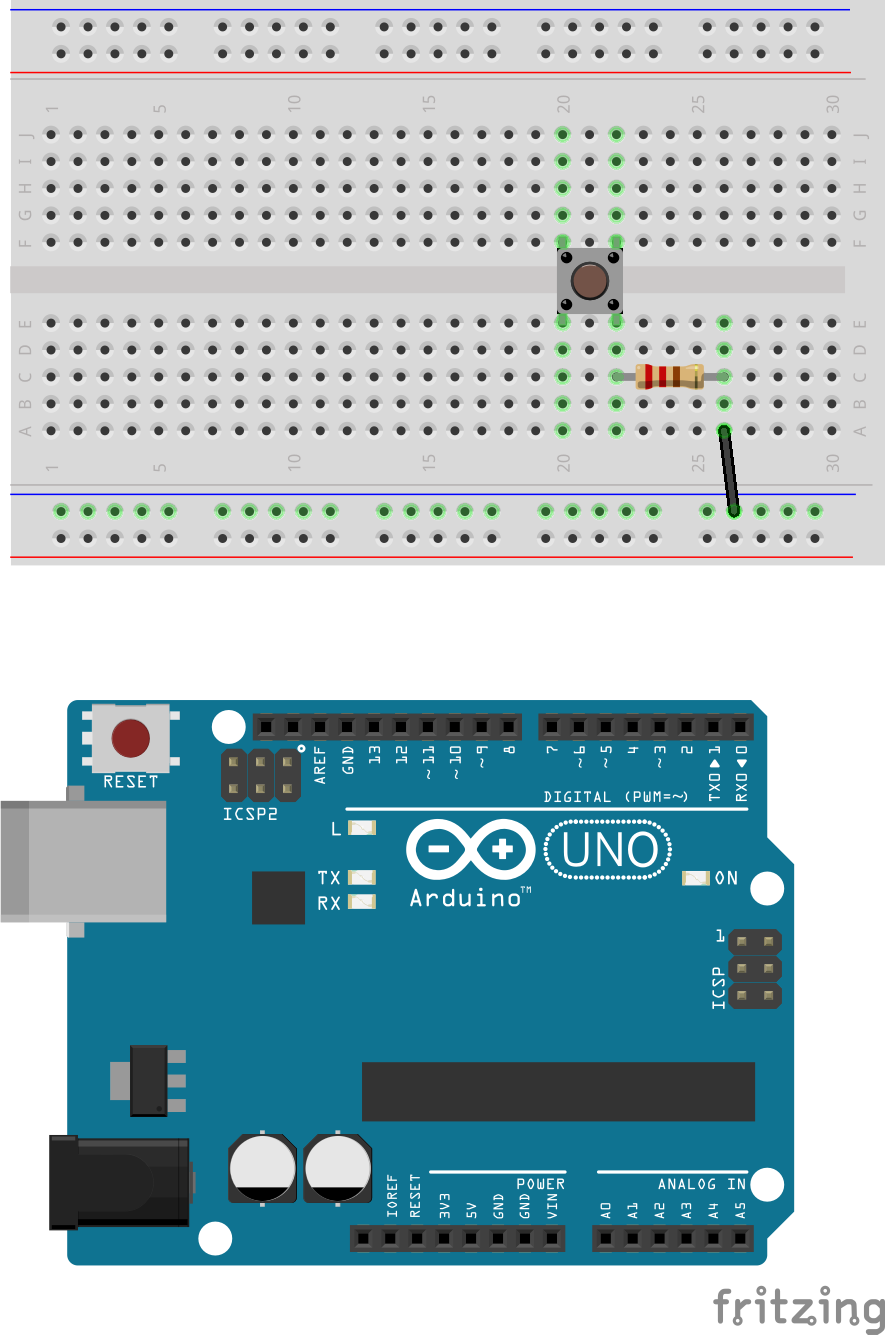 1 5 10 15 20 25 30
J J
I I
H H
G G
F F
E E
D D
C C
B B
A A
1 5 10 15 20 25 30
RESET
ICSP2
AREF GND 13 12 ~11 ~10 ~9 8 7 ~6 ~5 4 ~3 2 TX0▶1 RX0◀0
DIGITAL (PWM=~)
L
TX
RX
Arduino™
UNO
ON
1
ICSP
POWER
ANALOG IN
IOREF RESET 3V3 5V GND GND VIN A0 A1 A2 A3 A4 A5
fritzing